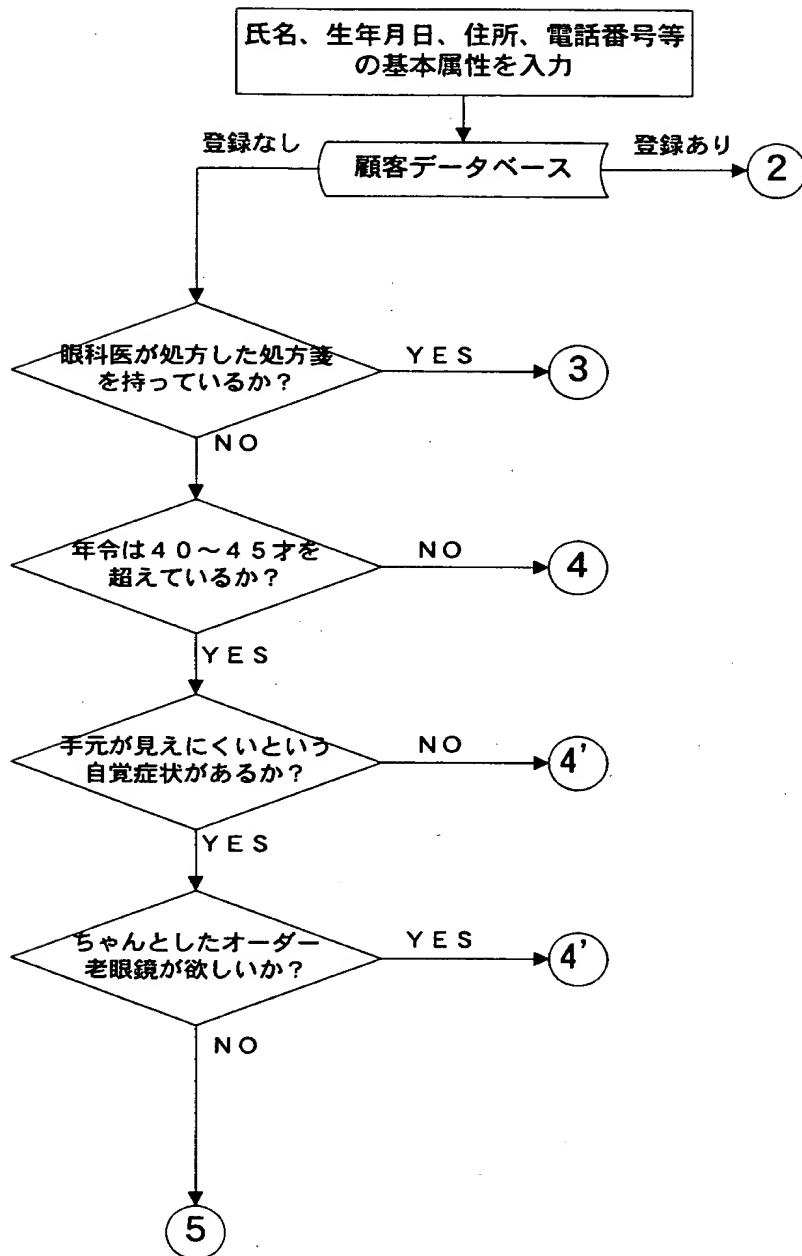 氏名、生年月日、住所、電話番号等
の基本属性を入力
登録なし
顧客データベース
登録あり
2
眼科医が処方した処方箋
を持っているか？
ＹＥＳ
3
ＮＯ
年令は４０～４５才を
超えているか？
ＮＯ
4
ＹＥＳ
手元が見えにくいという
自覚症状があるか？
ＮＯ
4'
ＹＥＳ
ちゃんとしたオーダー
老眼鏡が欲しいか？
ＹＥＳ
4'
ＮＯ
5